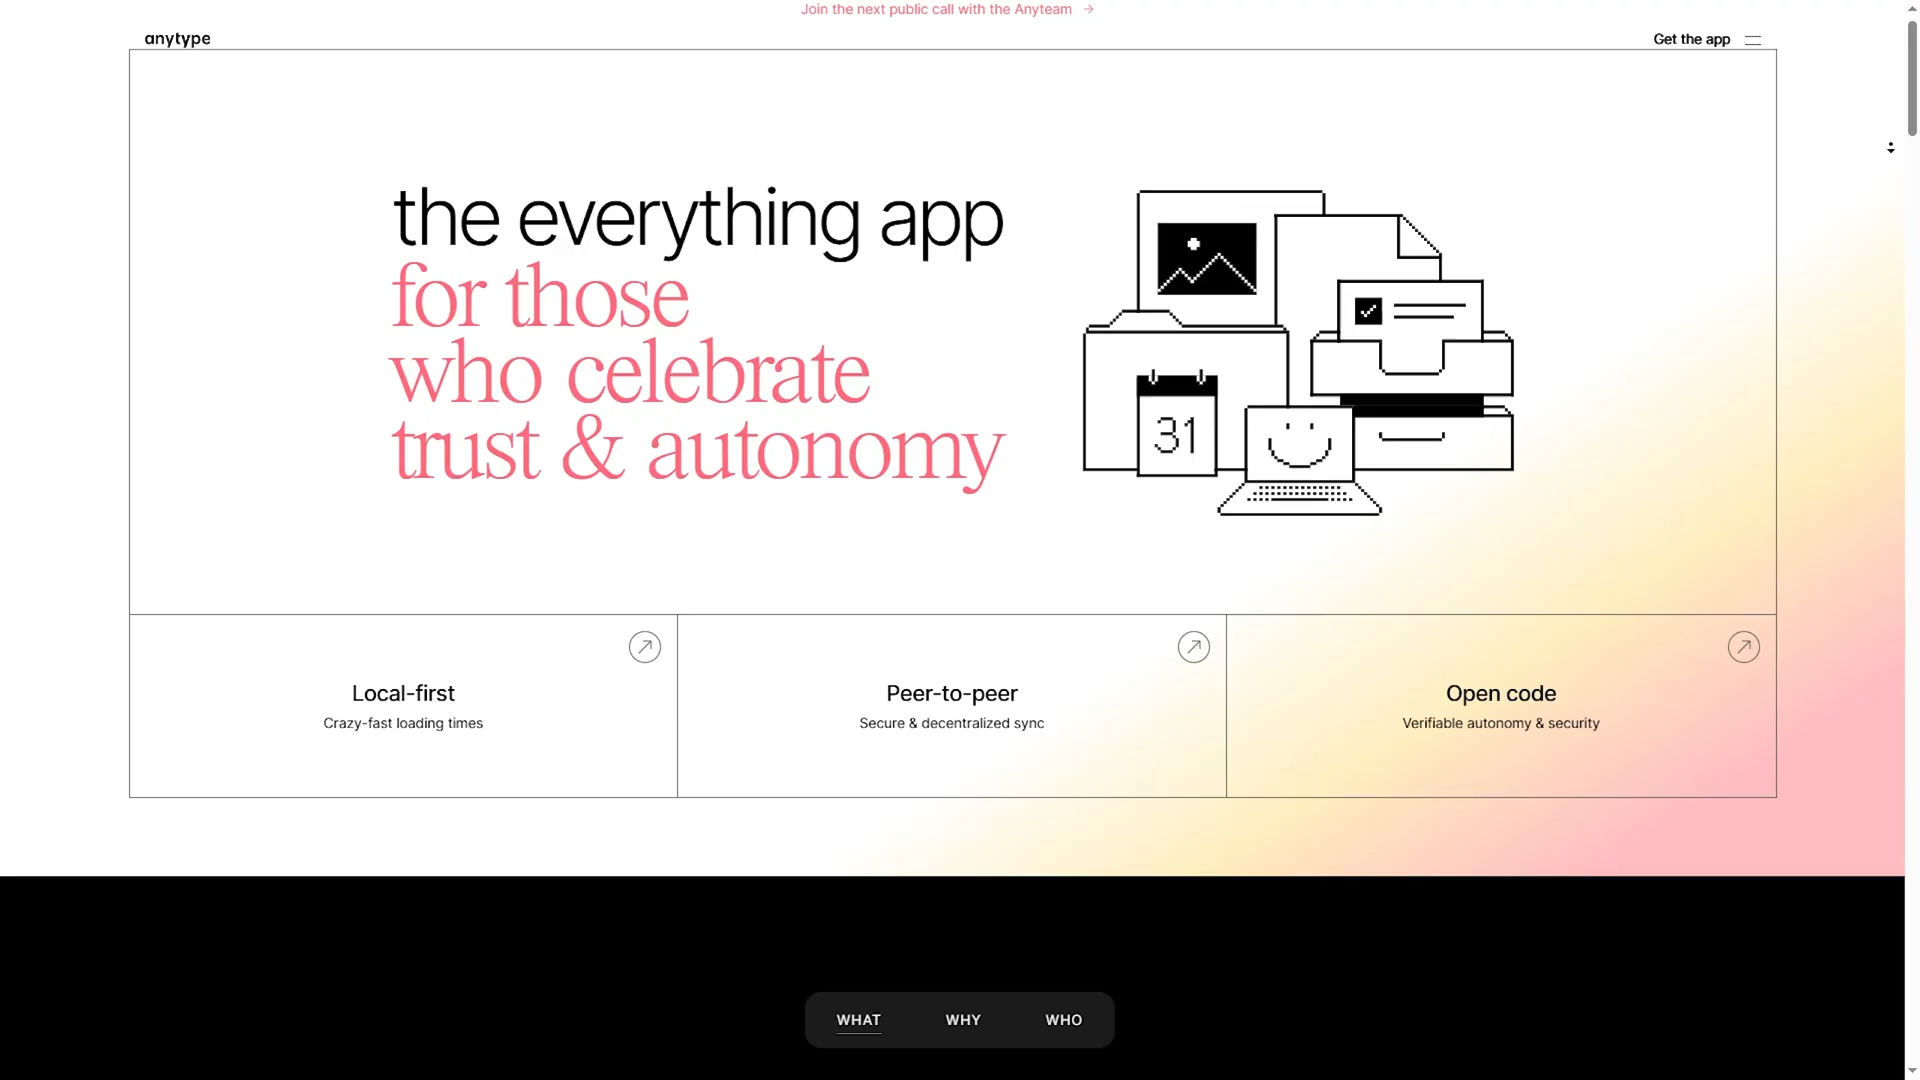 Join the next public call with the Anyteam →
anytype
Get the app
the everything app
for those
who celebrate
trust & autonomy
31
Local-first
Crazy-fast loading times
Peer-to-peer
Secure & decentralized sync
Open code
Verifiable autonomy & security
WHAT
WHY
WHO